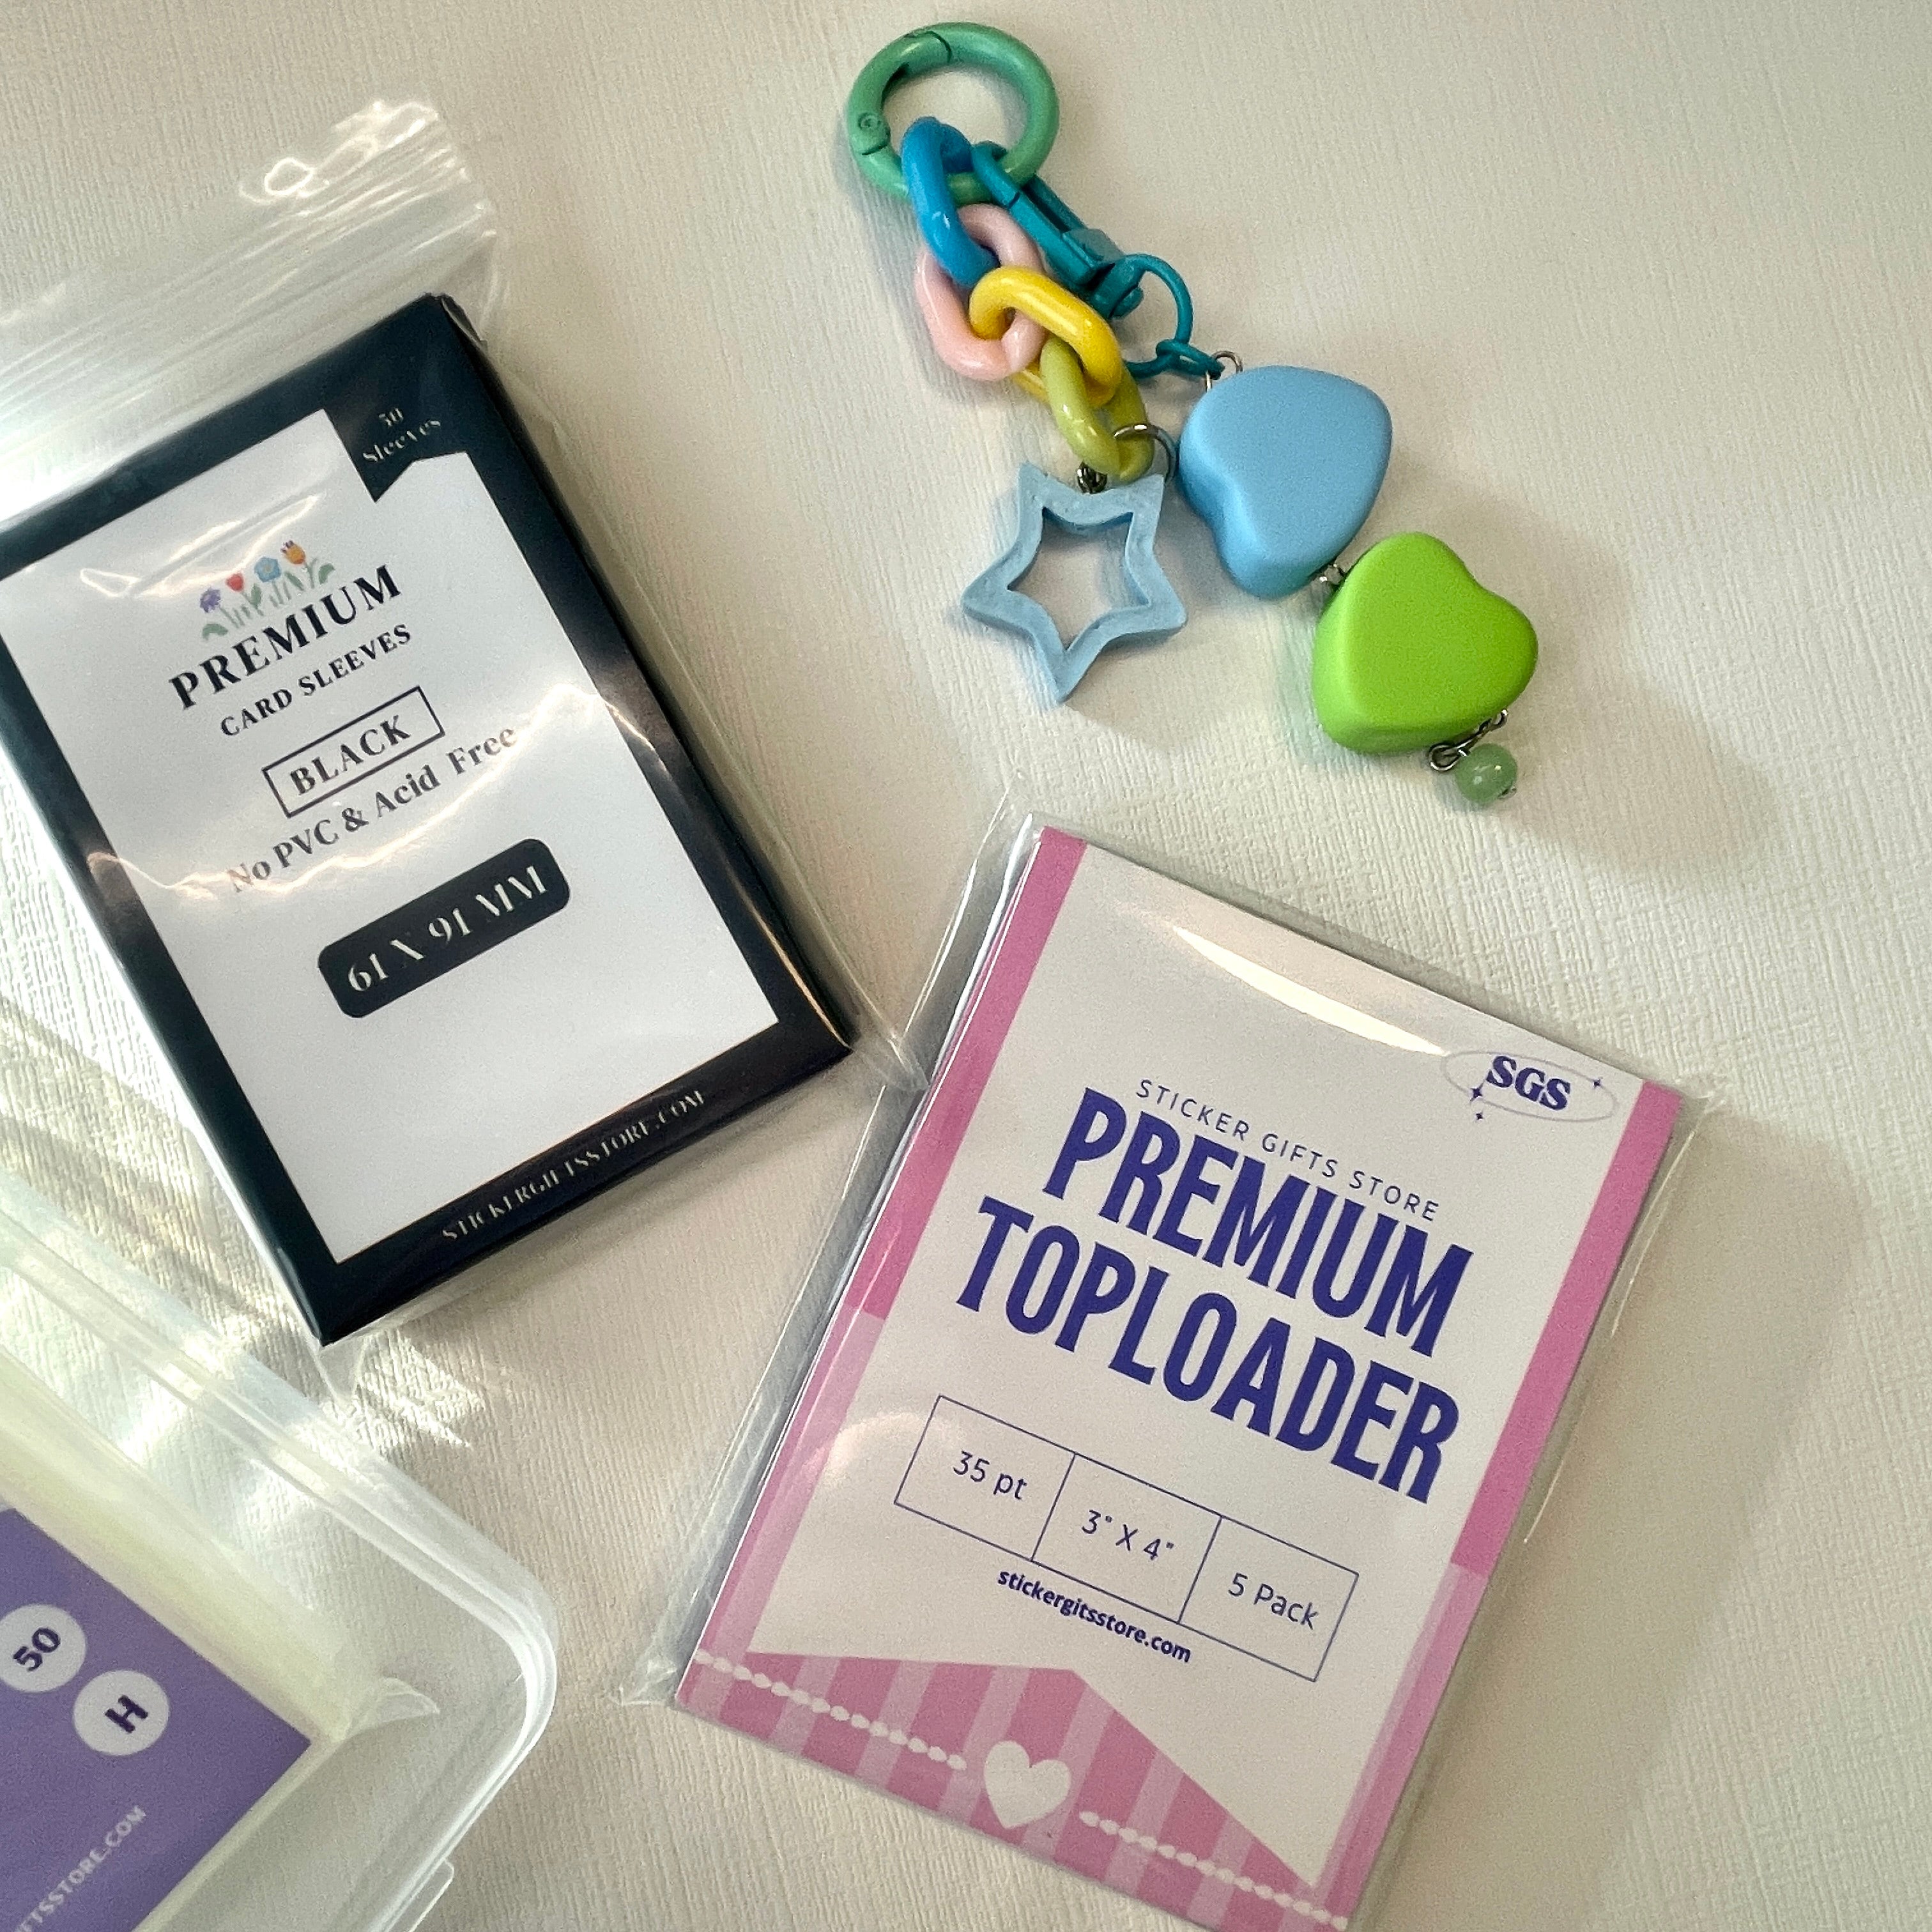 50
Sleeves
PREMIUM
CARD SLEEVES
BLACK
No PVC & Acid Free
61 X 91 MM
STICKERGIFTSSTORE.COM
SGS
STICKER GIFTS STORE
PREMIUM
TOPLOADER
35 pt
3" X 4"
5 Pack
stickergitsstore.com
50
H